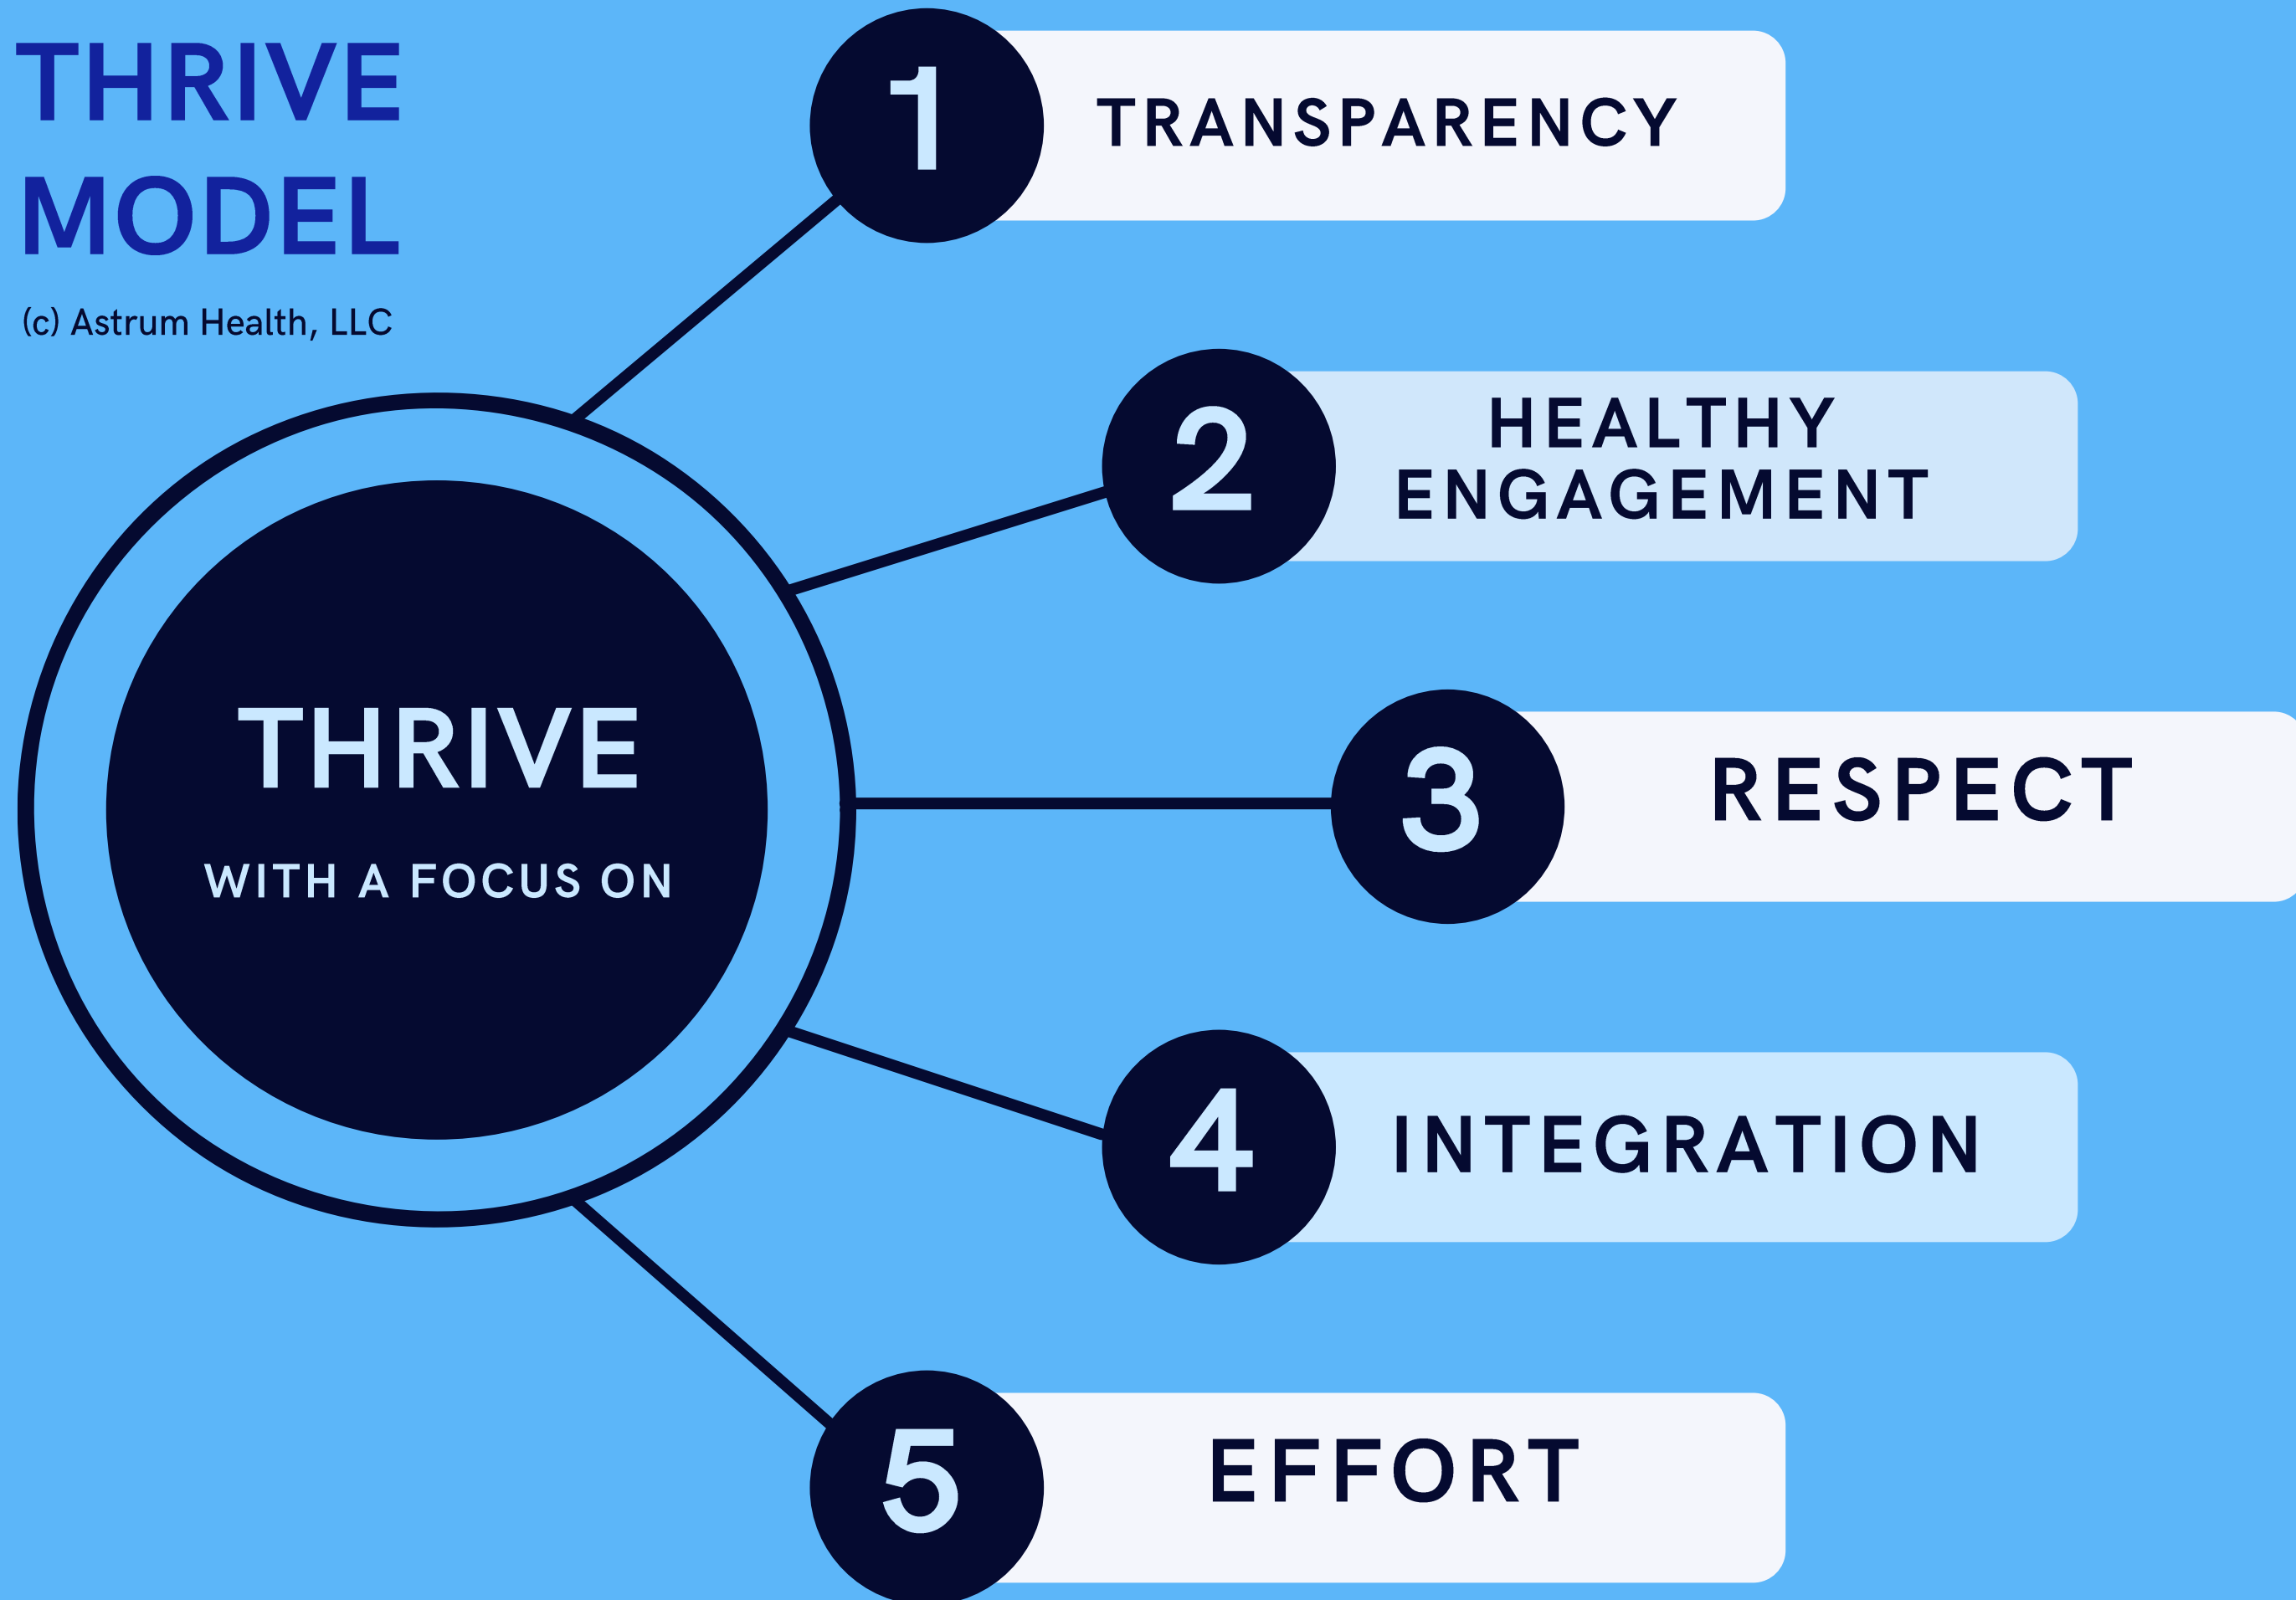 THRIVE
MODEL
(c) Astrum Health, LLC
THRIVE
WITH A FOCUS ON
1
TRANSPARENCY
2
HEALTHY
ENGAGEMENT
3
RESPECT
4
INTEGRATION
5
EFFORT